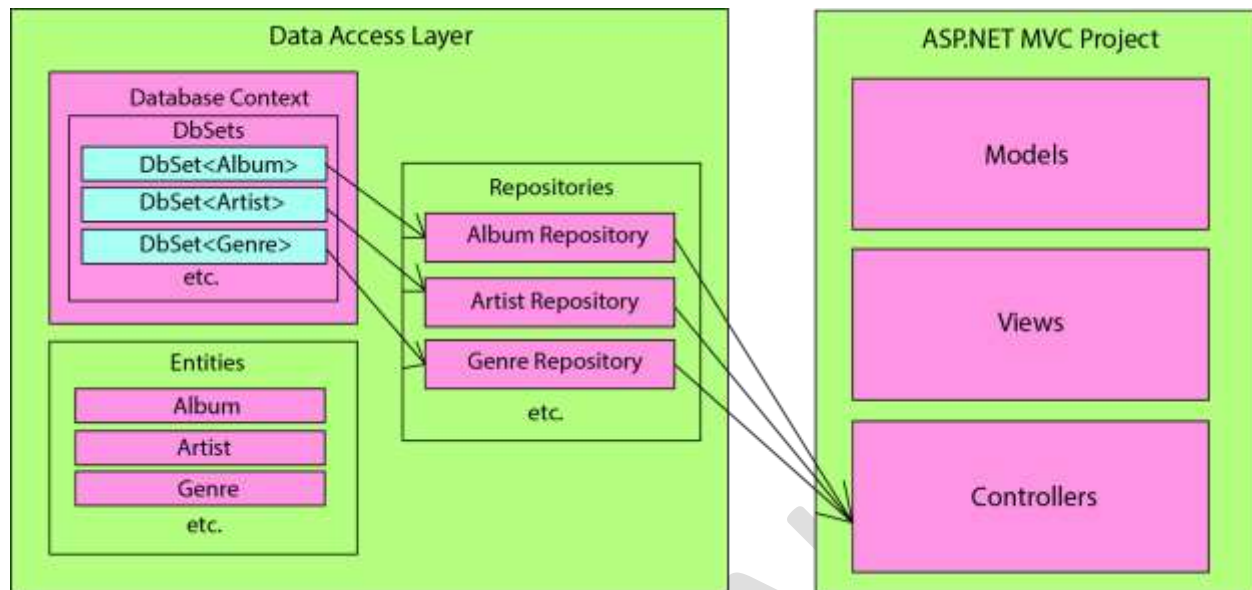 Data Access Layer
Database Context
DbSets
DbSet<Album>
DbSet<Artist>
DbSet<Genre>
etc.
Repositories
Album Repository
Artist Repository
Genre Repository
etc.
Entities
Album
Artist
Genre
etc.
ASP.NET MVC Project
Models
Views
Controllers